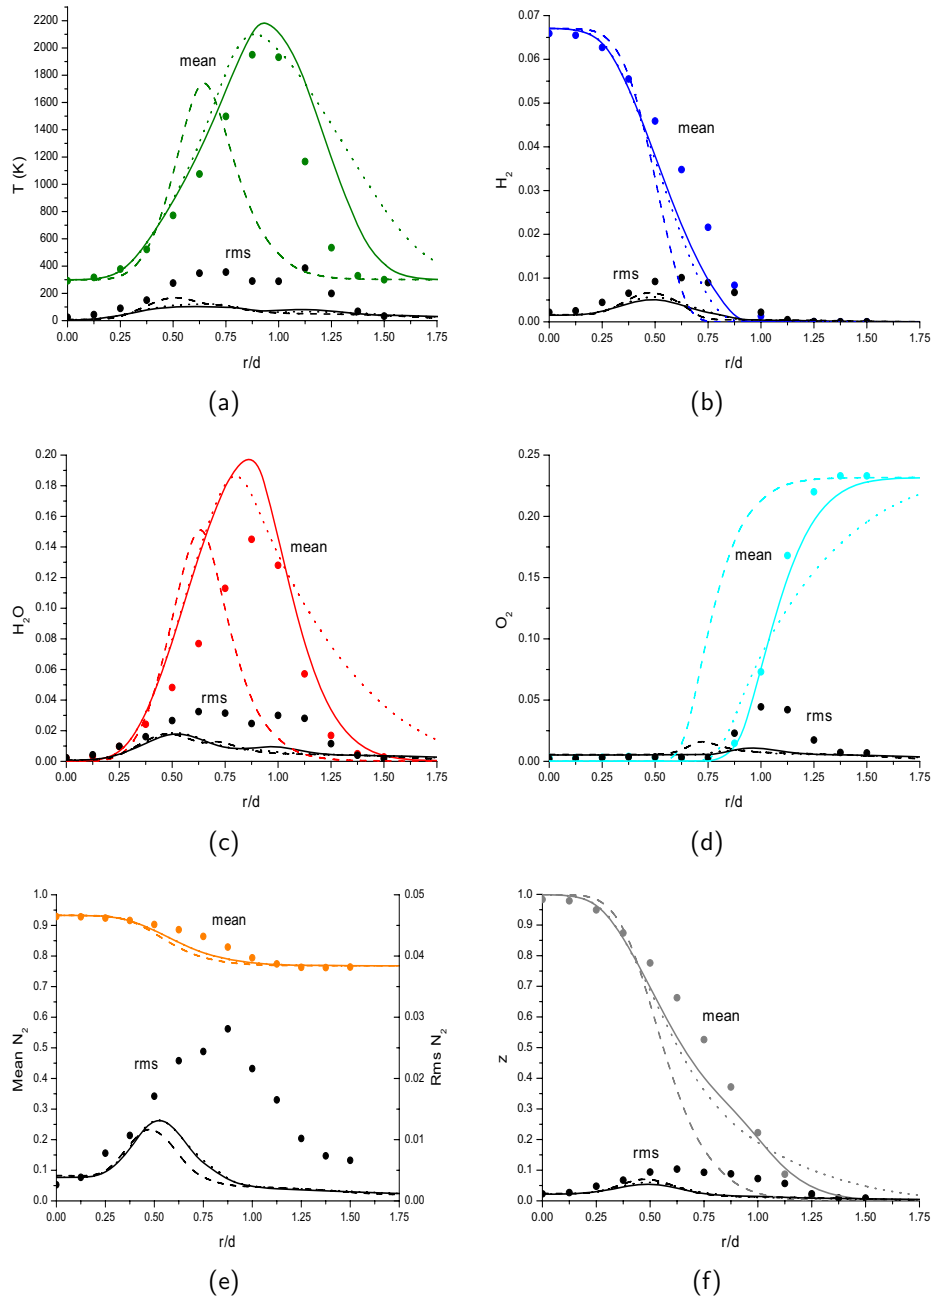 2200
2000
1800
1600
1400
1200
1000
800
600
400
200
0
T (K)
mean
rms
0.00 0.25 0.50 0.75 1.00 1.25 1.50 1.75
r/d
(a)
0.07
0.06
0.05
0.04
0.03
0.02
0.01
0.00
H2
mean
rms
0.00 0.25 0.50 0.75 1.00 1.25 1.50 1.75
r/d
(b)
0.20
0.18
0.16
0.14
0.12
0.10
0.08
0.06
0.04
0.02
0.00
H2O
mean
rms
0.00 0.25 0.50 0.75 1.00 1.25 1.50 1.75
r/d
(c)
0.25
0.20
0.15
0.10
0.05
0.00
O2
mean
rms
0.00 0.25 0.50 0.75 1.00 1.25 1.50 1.75
r/d
(d)
1.0
0.9
0.8
0.7
0.6
0.5
0.4
0.3
0.2
0.1
0.0
Mean N2
mean
rms
0.05
0.04
0.03
0.02
0.01
0.00
Rms N2
0.00 0.25 0.50 0.75 1.00 1.25 1.50 1.75
r/d
(e)
1.0
0.9
0.8
0.7
0.6
0.5
0.4
0.3
0.2
0.1
0.0
z
mean
rms
0.00 0.25 0.50 0.75 1.00 1.25 1.50 1.75
r/d
(f)